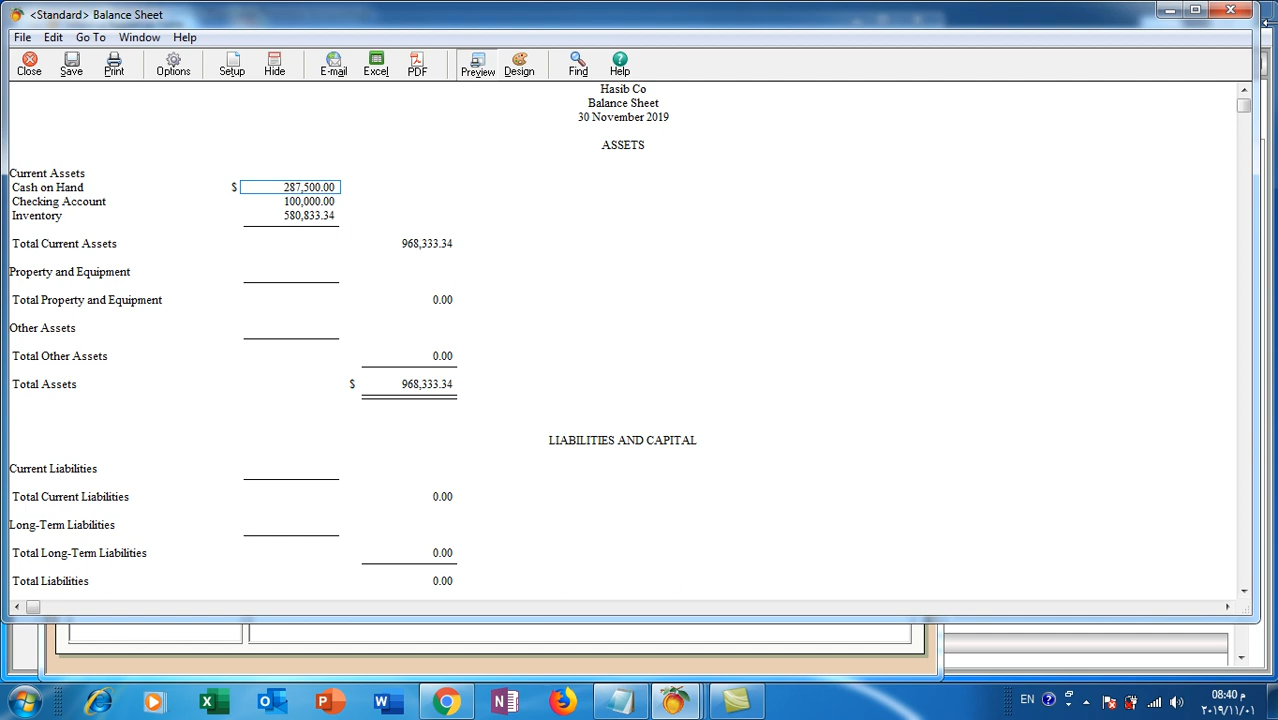 <Standard> Balance Sheet
File Edit Go To Window Help
Close Save Print Options Setup Hide E-mail Excel PDF Preview Design Find Help
Hasib Co
Balance Sheet
30 November 2019
ASSETS
Current Assets
Cash on Hand $ 287,500.00
Checking Account 100,000.00
Inventory 580,833.34
Total Current Assets 968,333.34
Property and Equipment
Total Property and Equipment 0.00
Other Assets
Total Other Assets 0.00
Total Assets $ 968,333.34
LIABILITIES AND CAPITAL
Current Liabilities
Total Current Liabilities 0.00
Long-Term Liabilities
Total Long-Term Liabilities 0.00
Total Liabilities 0.00
EN 08:40 م
٢٠١٩/١١/٠١